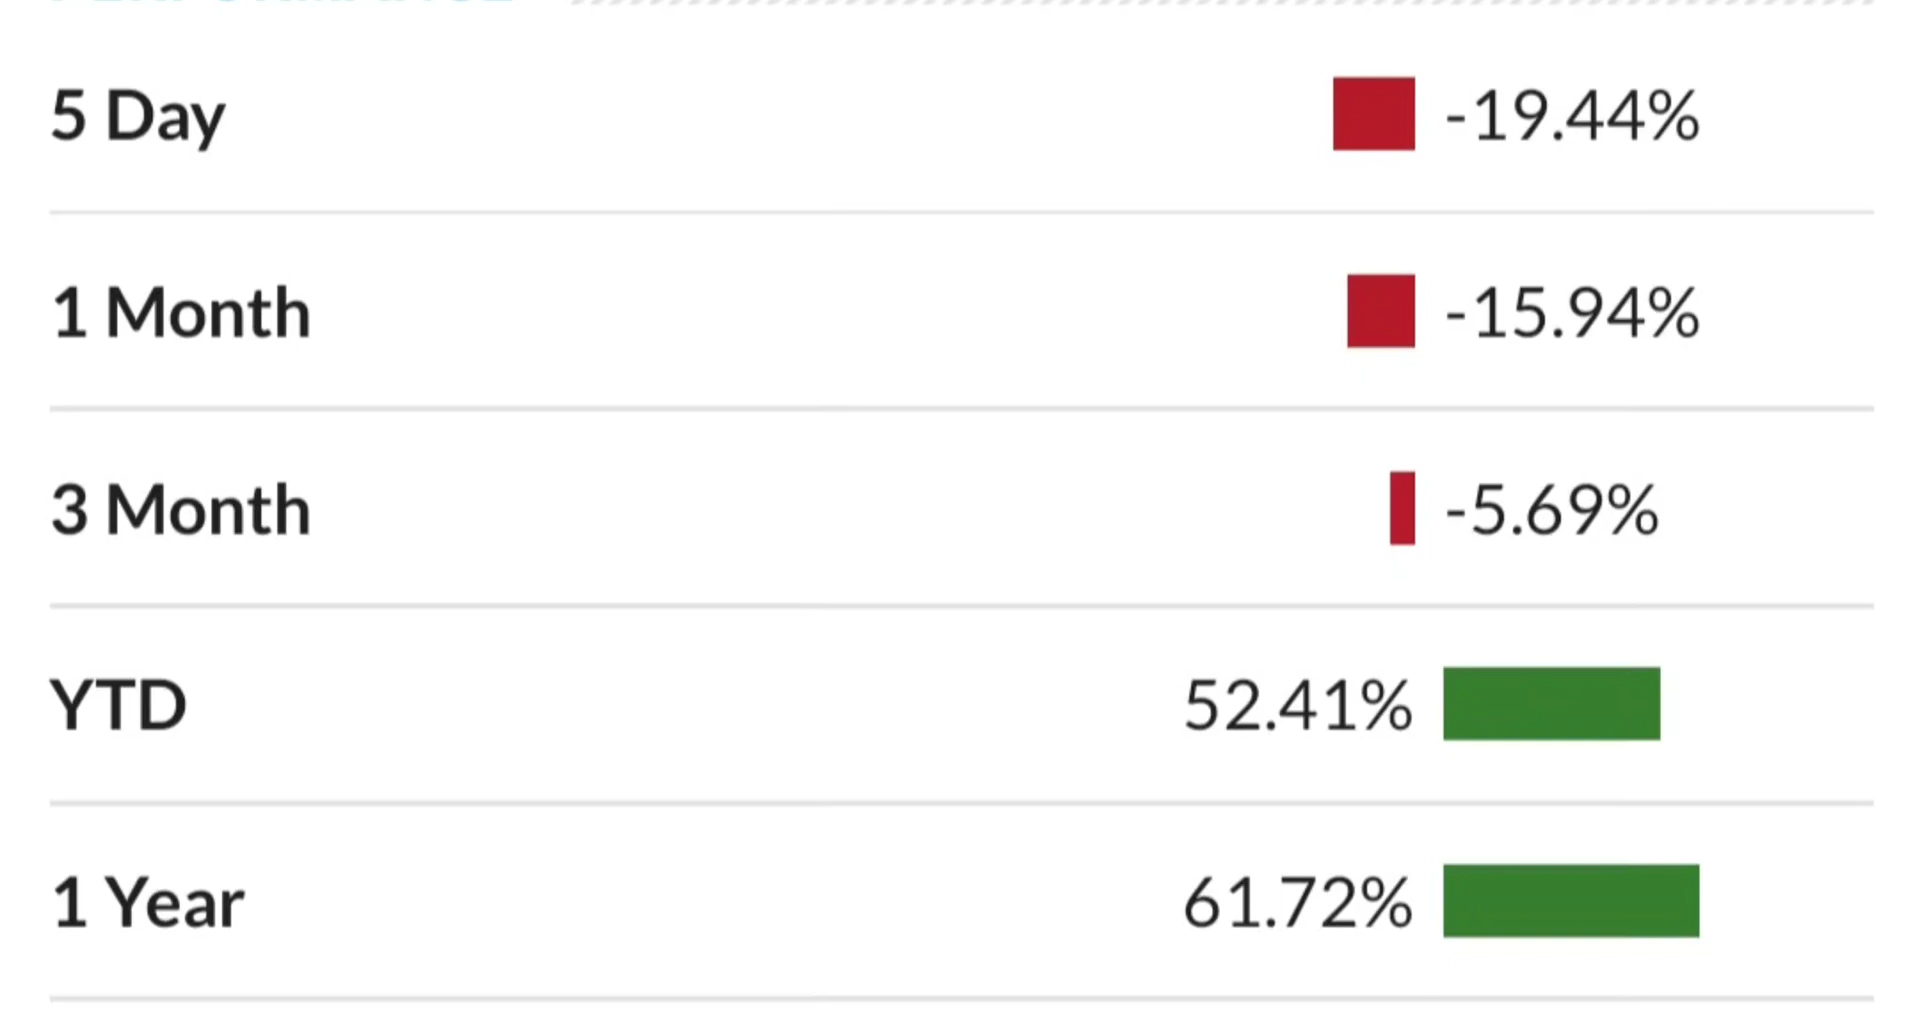 5 Day -19.44%
1 Month -15.94%
3 Month -5.69%
YTD 52.41%
1 Year 61.72%